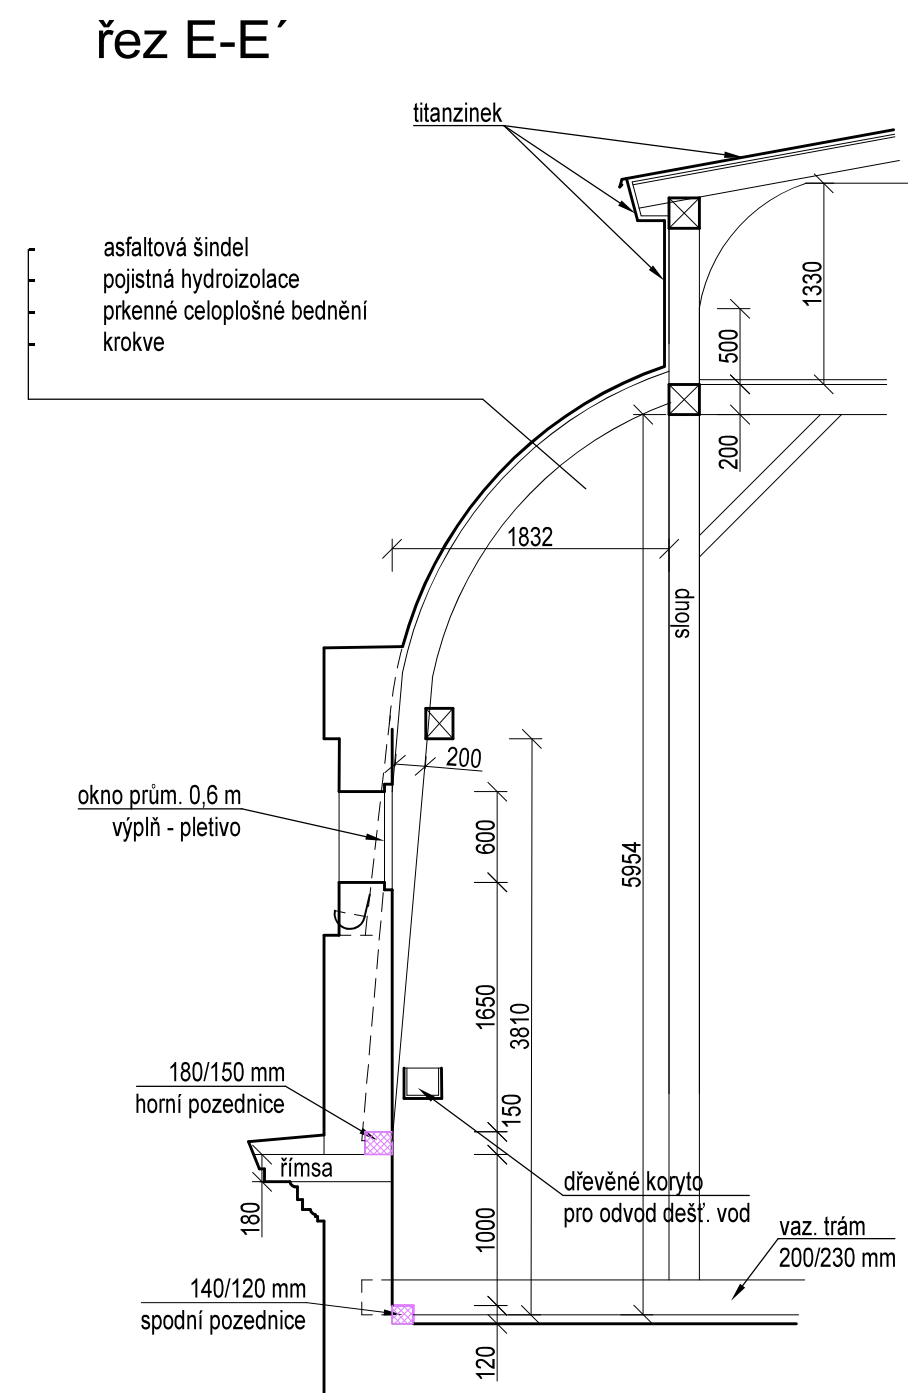 řez E-E´
titanzinek
asfaltová šindel
pojistná hydroizolace
prkenné celoplošné bednění
krokve
1330
500
200
1832
sloup
200
okno prům. 0,6 m
výplň - pletivo
600
5954
1650
3810
180/150 mm
horní pozednice
150
římsa
180
dřevěné koryto
pro odvod dešť. vod
1000
vaz. trám
200/230 mm
140/120 mm
spodní pozednice
120